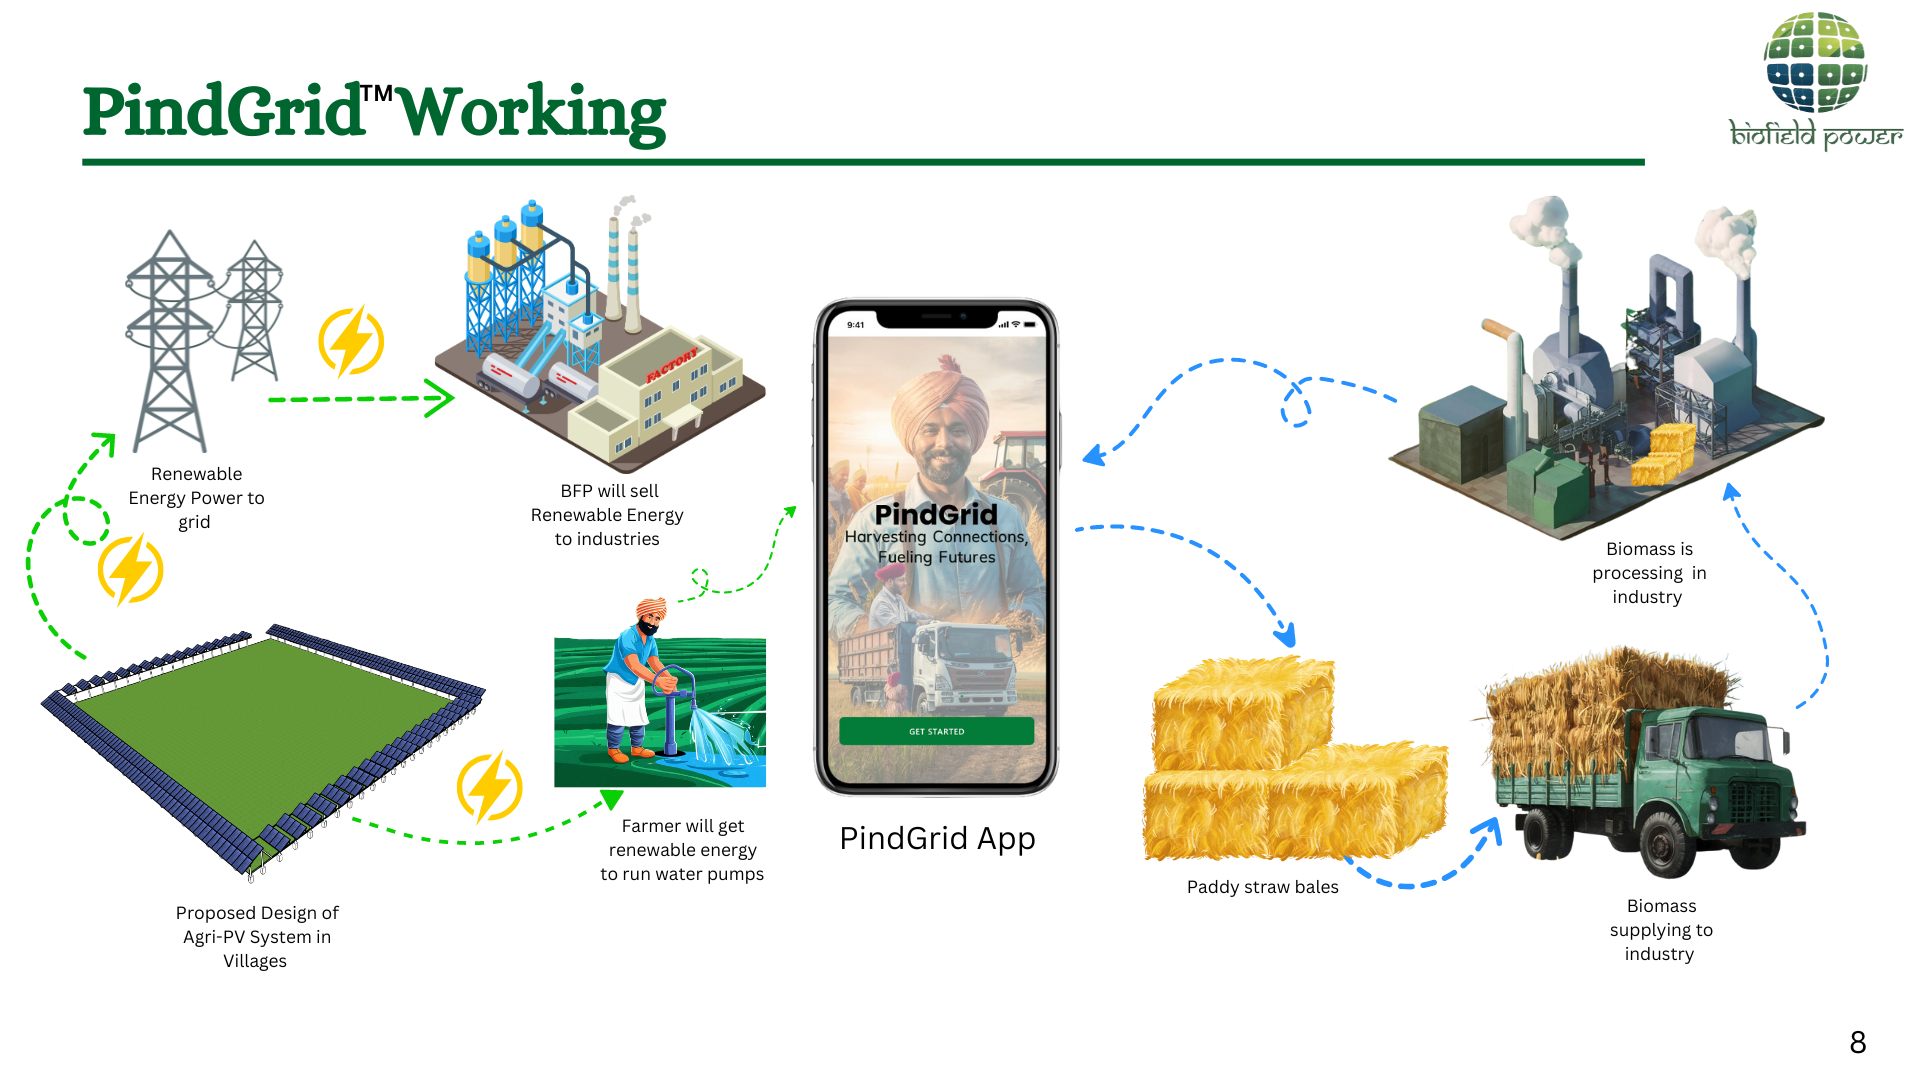 PindGrid™Working
biofield power
FACTORY
Renewable
Energy Power to
grid
BFP will sell
Renewable Energy
to industries
9:41
PindGrid
Harvesting Connections,
Fueling Futures
GET STARTED
PindGrid App
Farmer will get
renewable energy
to run water pumps
Proposed Design of
Agri-PV System in
Villages
Biomass is
processing in
industry
Paddy straw bales
Biomass
supplying to
industry
8